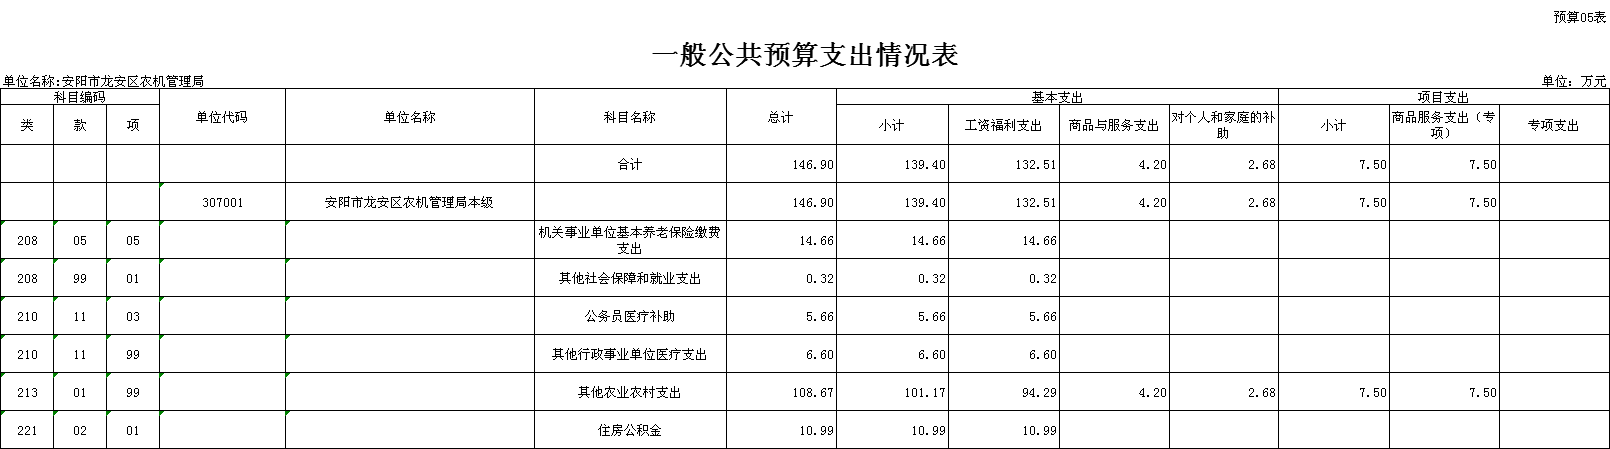 预算05表
一般公共预算支出情况表
单位名称:安阳市龙安区农机管理局 单位：万元
科目编码 单位代码 单位名称 科目名称 总计 基本支出 项目支出
类 款 项 小计 工资福利支出 商品与服务支出 对个人和家庭的补助 小计 商品服务支出（专项） 专项支出
合计 146.90 139.40 132.51 4.20 2.68 7.50 7.50
307001 安阳市龙安区农机管理局本级 146.90 139.40 132.51 4.20 2.68 7.50 7.50
208 05 05 机关事业单位基本养老保险缴费支出 14.66 14.66 14.66
208 99 01 其他社会保障和就业支出 0.32 0.32 0.32
210 11 03 公务员医疗补助 5.66 5.66 5.66
210 11 99 其他行政事业单位医疗支出 6.60 6.60 6.60
213 01 99 其他农业农村支出 108.67 101.17 94.29 4.20 2.68 7.50 7.50
221 02 01 住房公积金 10.99 10.99 10.99